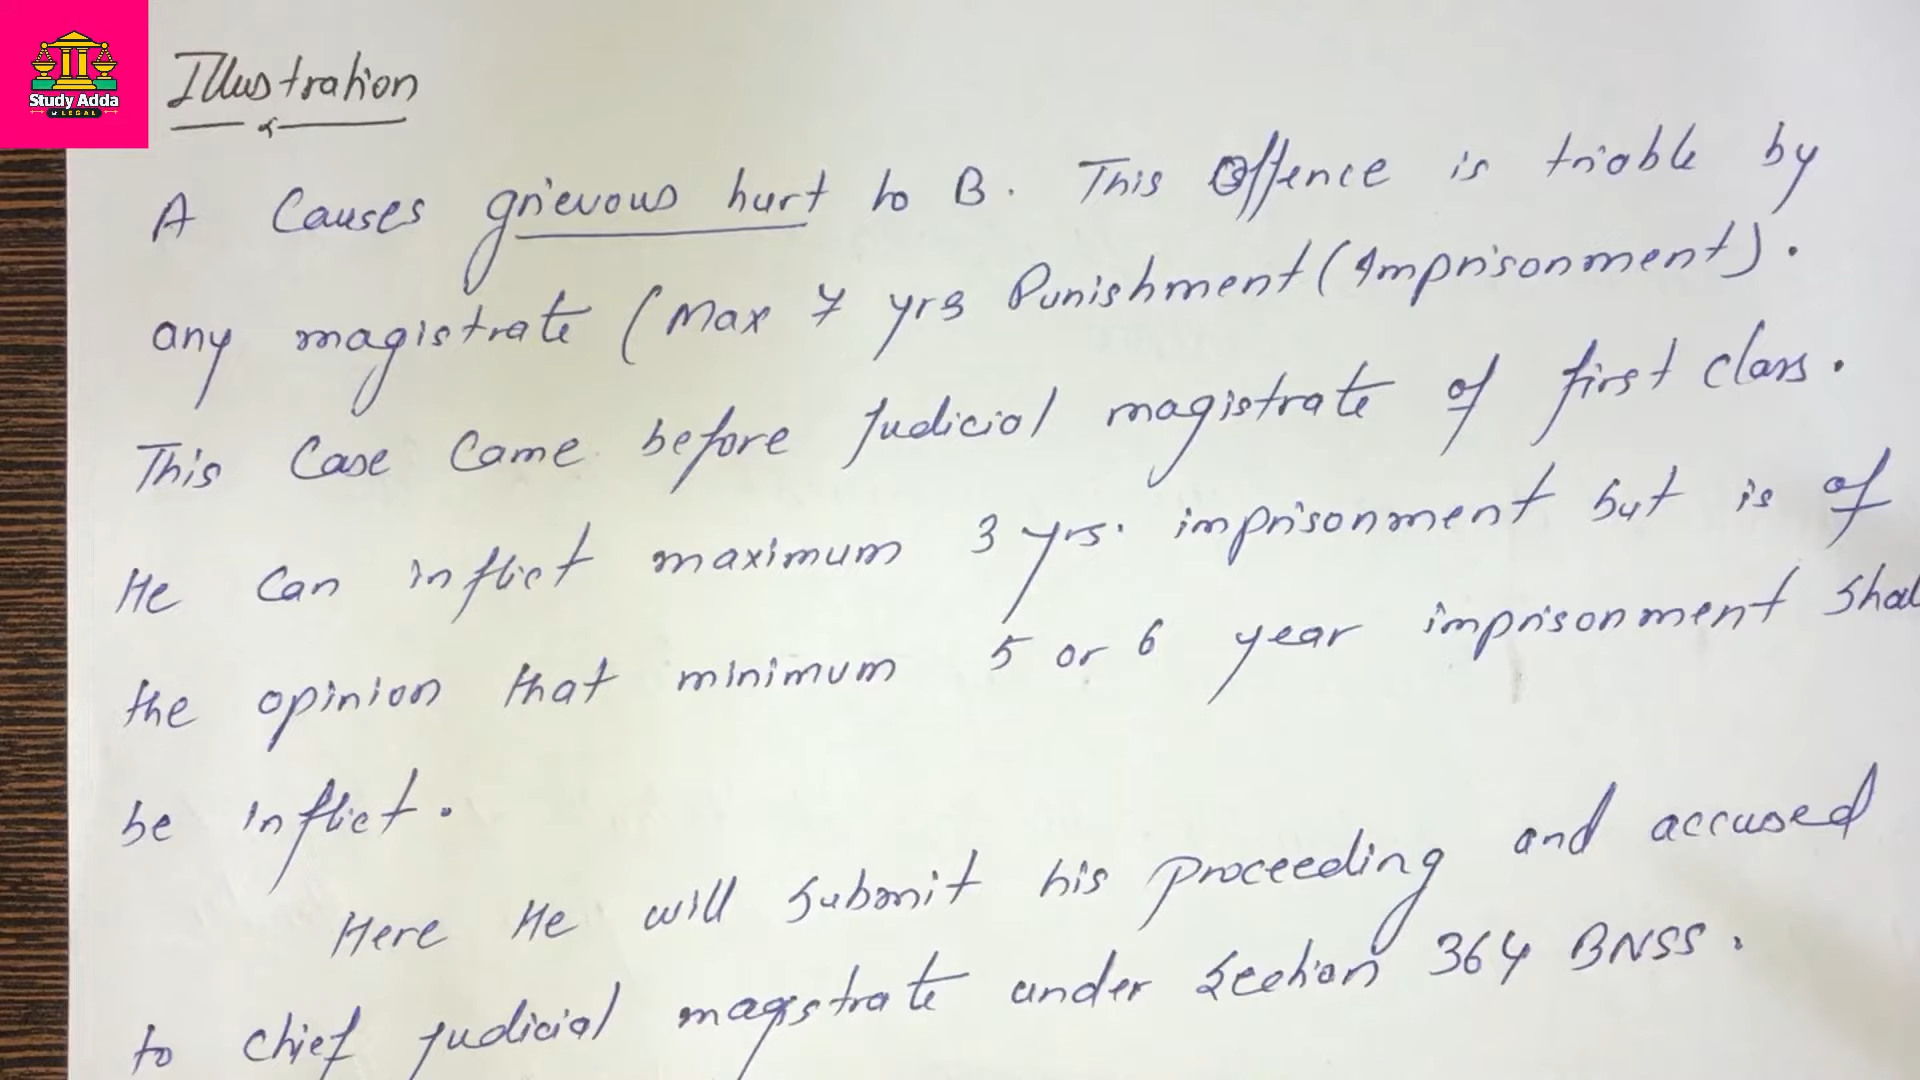 Study Adda
LEGAL
Illustration
A Causes grievous hurt to B. This Offence is triable by
any magistrate (Max 7 yrs Punishment (Imprisonment).
This Case Came before Judicial magistrate of first class.
He Can inflict maximum 3 yrs. imprisonment but is of
the opinion that minimum 5 or 6 year imprisonment shal
be inflict.
Here He will submit his proceeding and accused
to chief judicial magistrate under Section 364 BNSS.